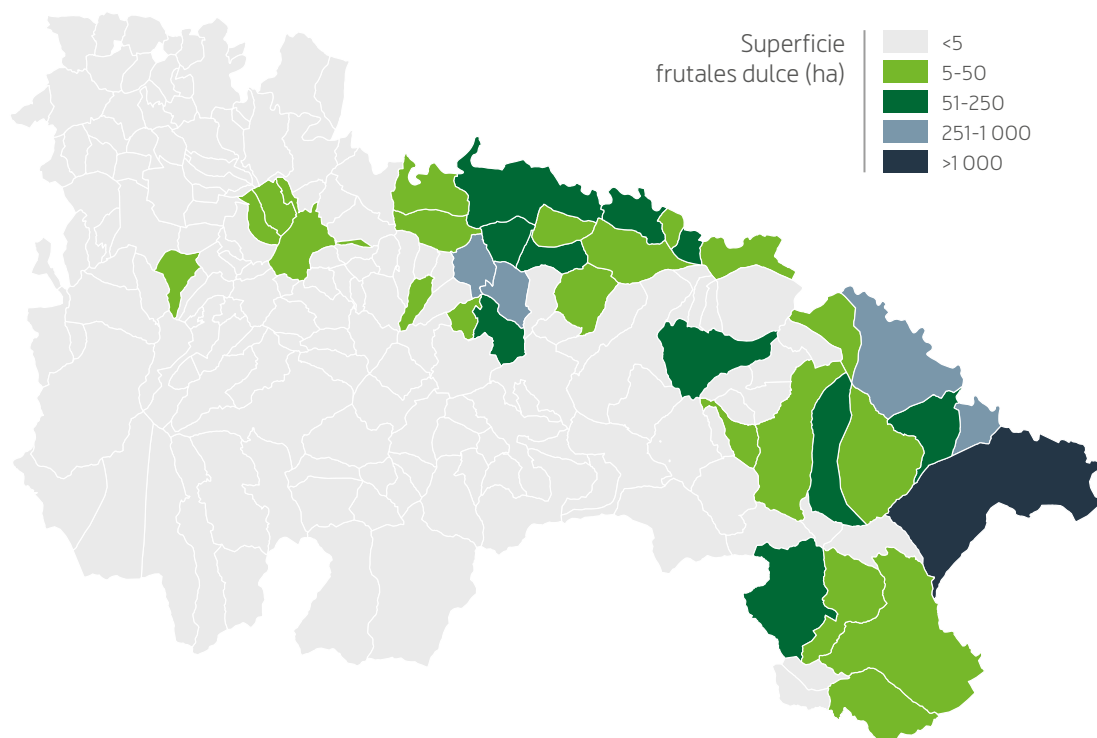 Superficie
frutales dulce (ha)
<5
5-50
51-250
251-1 000
>1 000